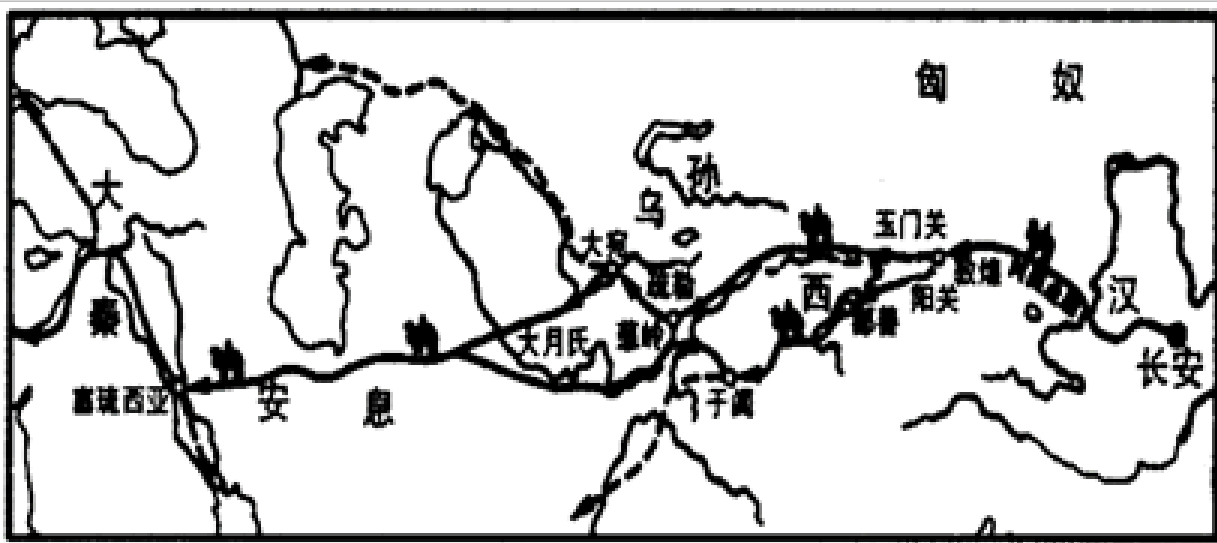 匈 奴
大
孙
乌
玉门关
大宛
疏勒
敦煌
西
阳关
汉
秦
鄯善
大月氏
葱岭
长安
塞琉西亚
安 息
于阗